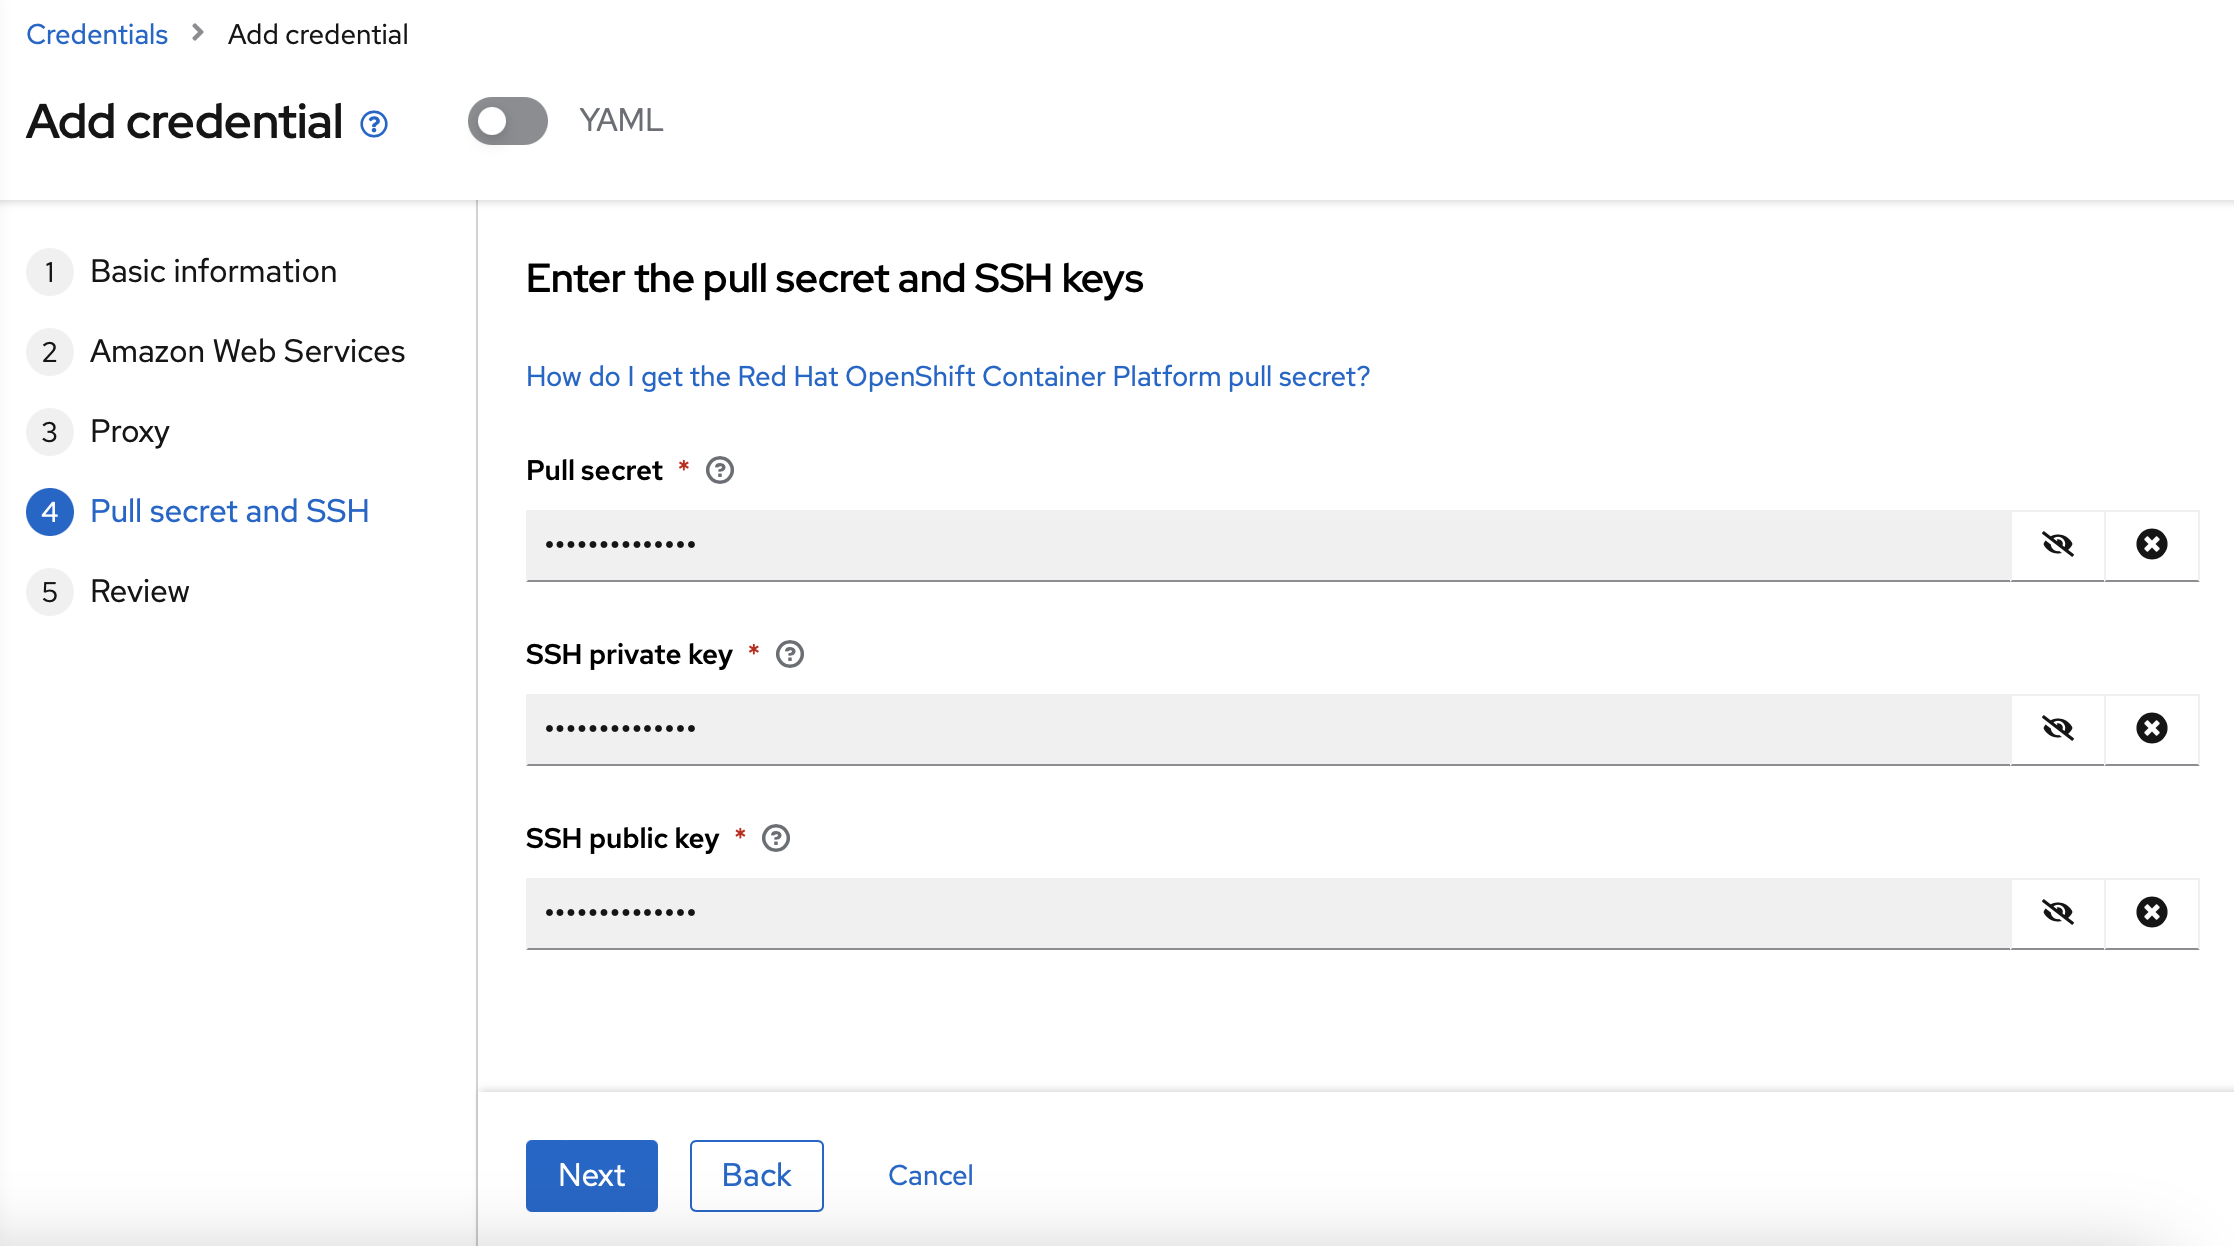 Credentials > Add credential
Add credential ? YAML
1 Basic information
2 Amazon Web Services
3 Proxy
4 Pull secret and SSH
5 Review
Enter the pull secret and SSH keys
How do I get the Red Hat OpenShift Container Platform pull secret?
Pull secret * ?
••••••••••••••
SSH private key * ?
••••••••••••••
SSH public key * ?
••••••••••••••
Next Back Cancel